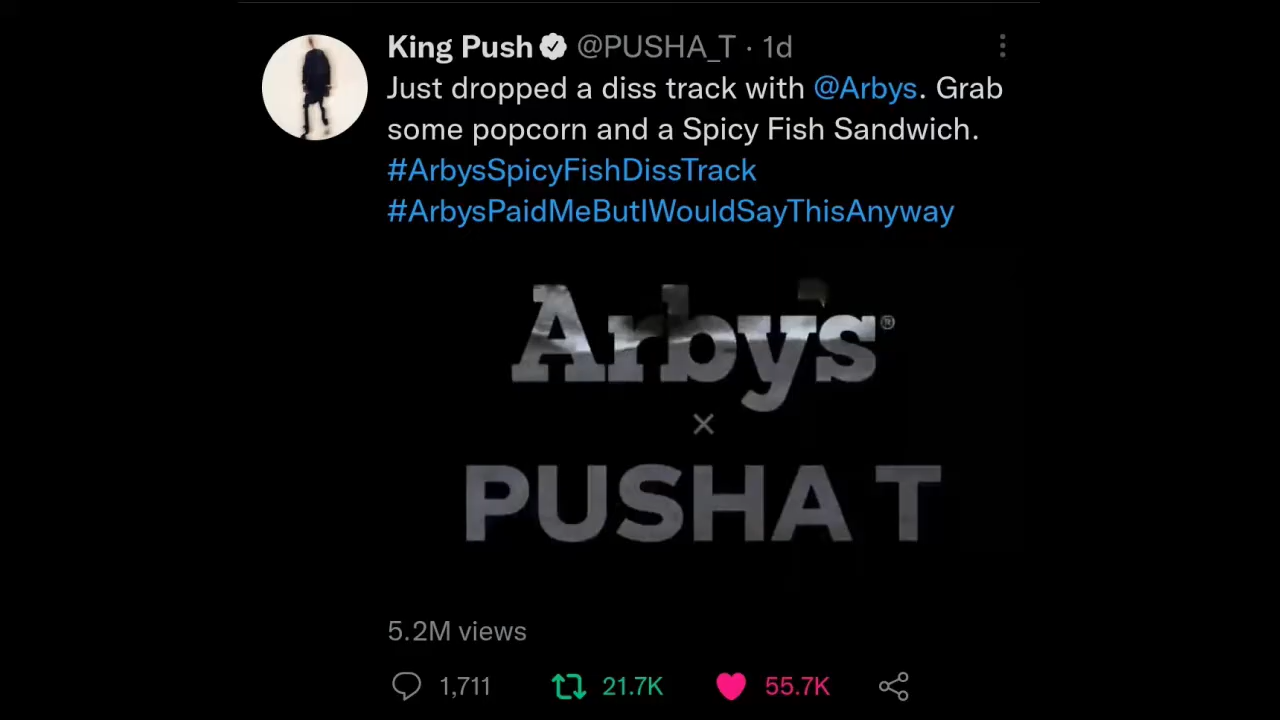 King Push @PUSHA_T · 1d
Just dropped a diss track with @Arbys. Grab
some popcorn and a Spicy Fish Sandwich.
#ArbysSpicyFishDissTrack
#ArbysPaidMeButIWouldSayThisAnyway
Arby's®
×
PUSHA T
5.2M views
1,711 21.7K 55.7K